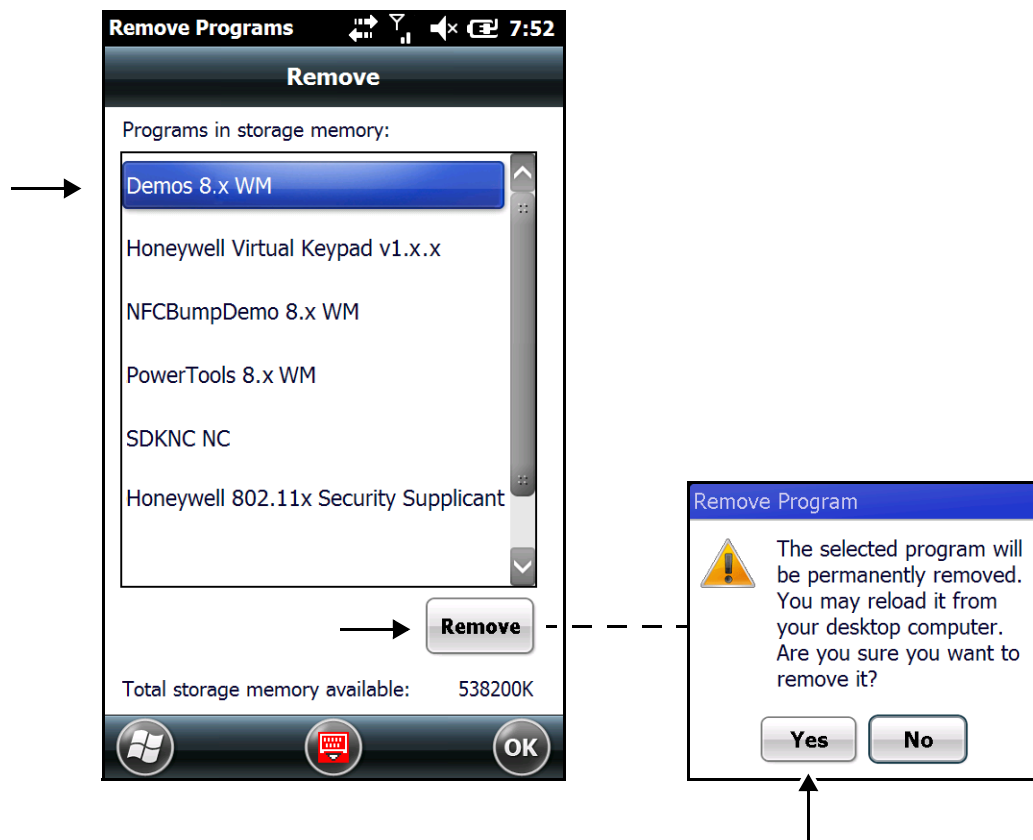 Remove Programs 7:52
Remove
Programs in storage memory:
Demos 8.x WM
Honeywell Virtual Keypad v1.x.x
NFCBumpDemo 8.x WM
PowerTools 8.x WM
SDKNC NC
Honeywell 802.11x Security Supplicant
Remove
Total storage memory available: 538200K
OK
Remove Program
The selected program will
be permanently removed.
You may reload it from
your desktop computer.
Are you sure you want to
remove it?
Yes No